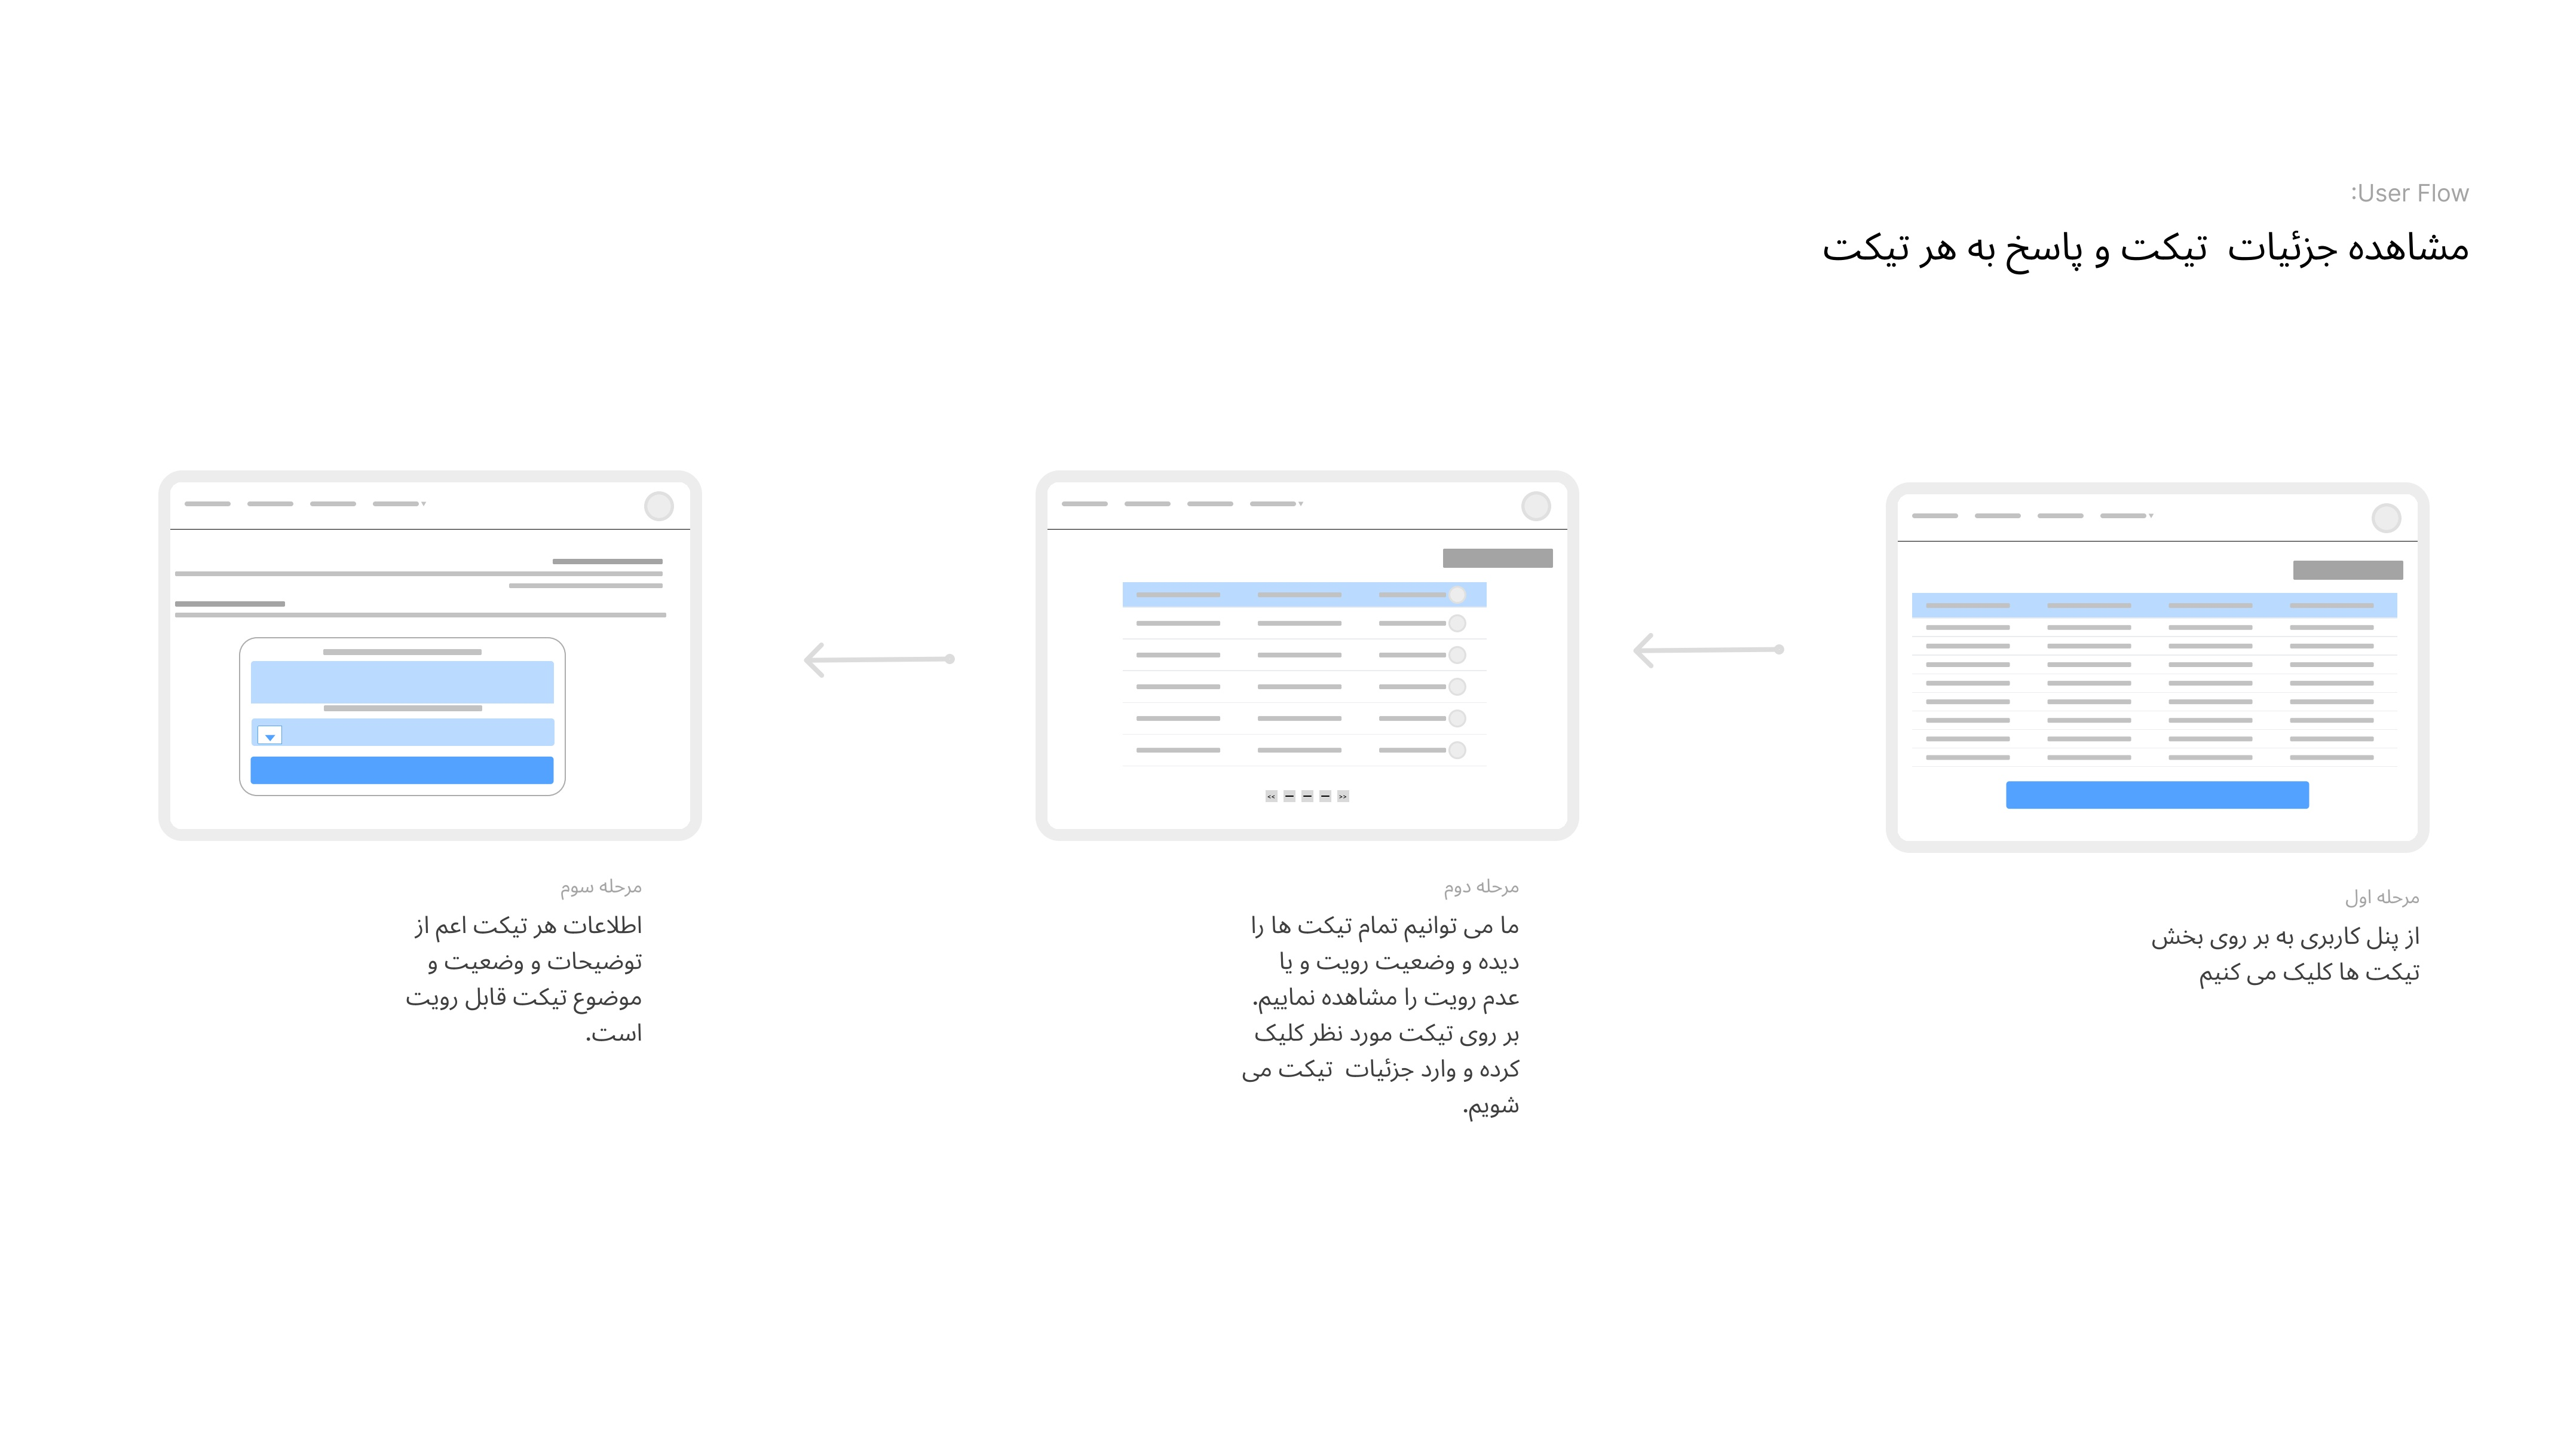 User Flow:
مشاهده جزئیات  تیکت و پاسخ به هر تیکت
مرحله اول
از پنل کاربری به بر روی بخش
تیکت ها کلیک می کنیم
مرحله دوم
ما می توانیم تمام تیکت ها را
دیده و وضعیت رویت و یا
عدم رویت را مشاهده نماییم.
بر روی تیکت مورد نظر کلیک
کرده و وارد جزئیات  تیکت می
شویم.
<< >>
مرحله سوم
اطلاعات هر تیکت اعم از
توضیحات و وضعیت و
موضوع تیکت قابل رویت
است.